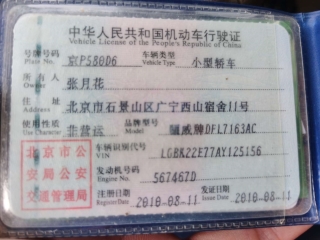 中华人民共和国机动车行驶证
Vehicle License of the People's Republic of China
号牌号码 京P580D6 车辆类型 小型轿车
Plate No. Vehicle Type
所有人 张月花
Owner
住址 北京市石景山区广宁西山宿舍11号
Address
使用性质 非营运 品牌型号 骊威牌DFL7163AC
Use Character
车辆识别代号 LGBK22E77AY125156
VIN
发动机号码 567467D
Engine No.
北京市公
安局公安
交通管理局
注册日期 2010-08-11 发证日期 2010-08-11
Register Date Issue Date